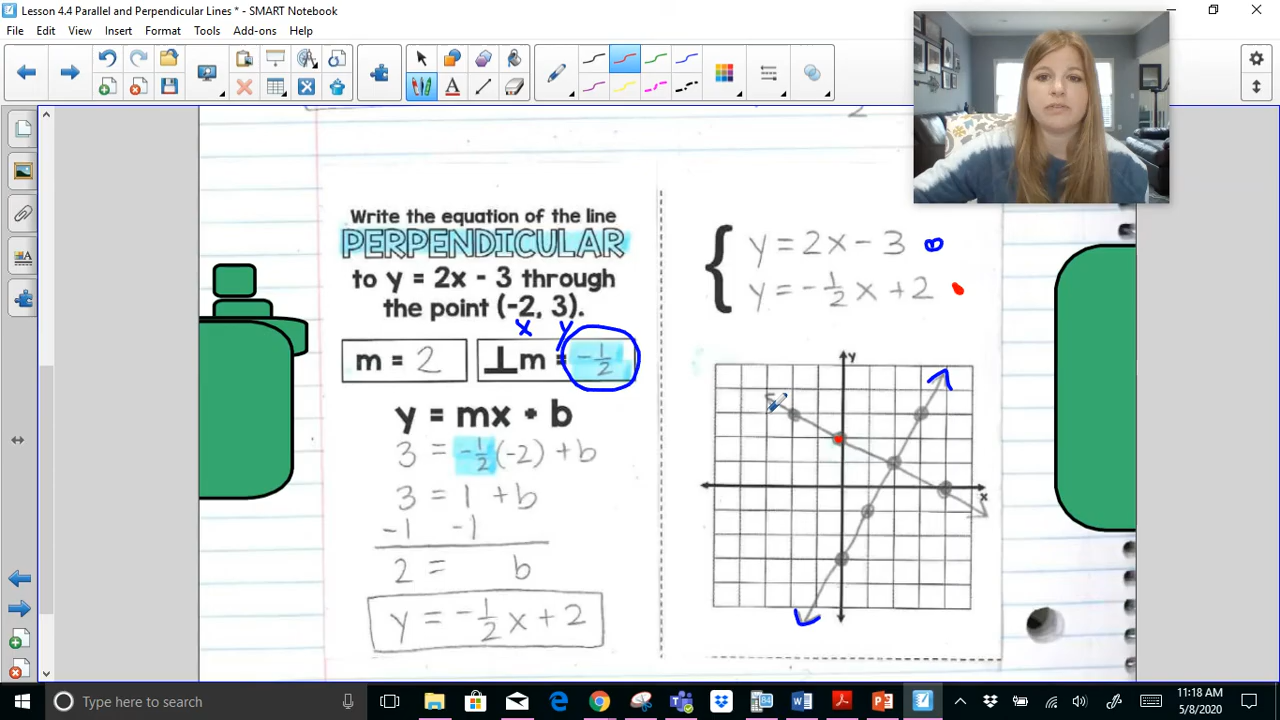 Lesson 4.4 Parallel and Perpendicular Lines * - SMART Notebook
File Edit View Insert Format Tools Add-ons Help
Write the equation of the line
PERPENDICULAR
to y = 2x - 3 through
the point (-2, 3).
x y
m = 2
⊥m = -1/2
y = mx + b
3 = -1/2(-2) + b
3 = 1 + b
-1 -1
2 = b
y = -1/2x + 2
y = 2x - 3
y = -1/2x + 2
y
x
Type here to search
11:18 AM
5/8/2020